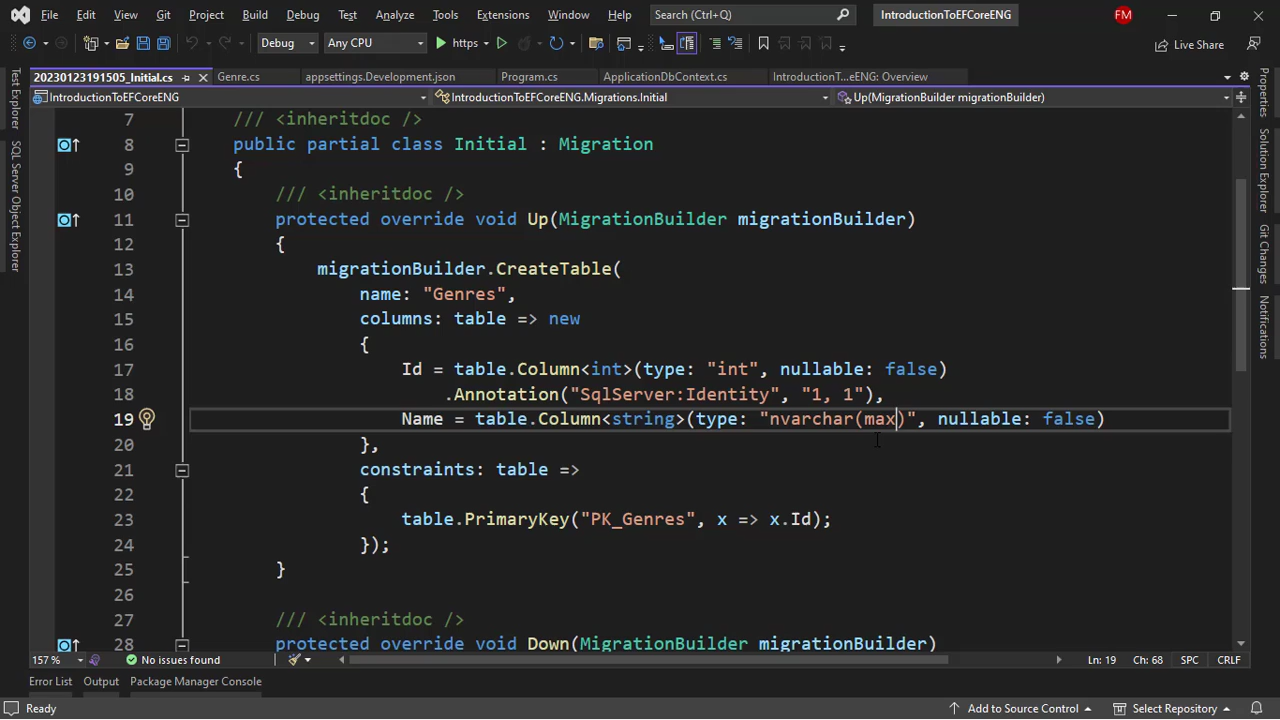 File Edit View Git Project Build Debug Test Analyze Tools Extensions Window Help Search (Ctrl+Q) IntroductionToEFCoreENG FM
Debug Any CPU https Live Share
20230123191505_Initial.cs Genre.cs appsettings.Development.json Program.cs ApplicationDbContext.cs IntroductionT...eENG: Overview
IntroductionToEFCoreENG IntroductionToEFCoreENG.Migrations.Initial Up(MigrationBuilder migrationBuilder)
Test Explorer
SQL Server Object Explorer
7 /// <inheritdoc />
8 public partial class Initial : Migration
9 {
10 /// <inheritdoc />
11 protected override void Up(MigrationBuilder migrationBuilder)
12 {
13 migrationBuilder.CreateTable(
14 name: "Genres",
15 columns: table => new
16 {
17 Id = table.Column<int>(type: "int", nullable: false)
18 .Annotation("SqlServer:Identity", "1, 1"),
19 Name = table.Column<string>(type: "nvarchar(max)", nullable: false)
20 },
21 constraints: table =>
22 {
23 table.PrimaryKey("PK_Genres", x => x.Id);
24 });
25 }
26
27 /// <inheritdoc />
28 protected override void Down(MigrationBuilder migrationBuilder)
Properties
Solution Explorer
Git Changes
Notifications
157 % No issues found Ln: 19 Ch: 68 SPC CRLF
Error List Output Package Manager Console
Ready Add to Source Control Select Repository